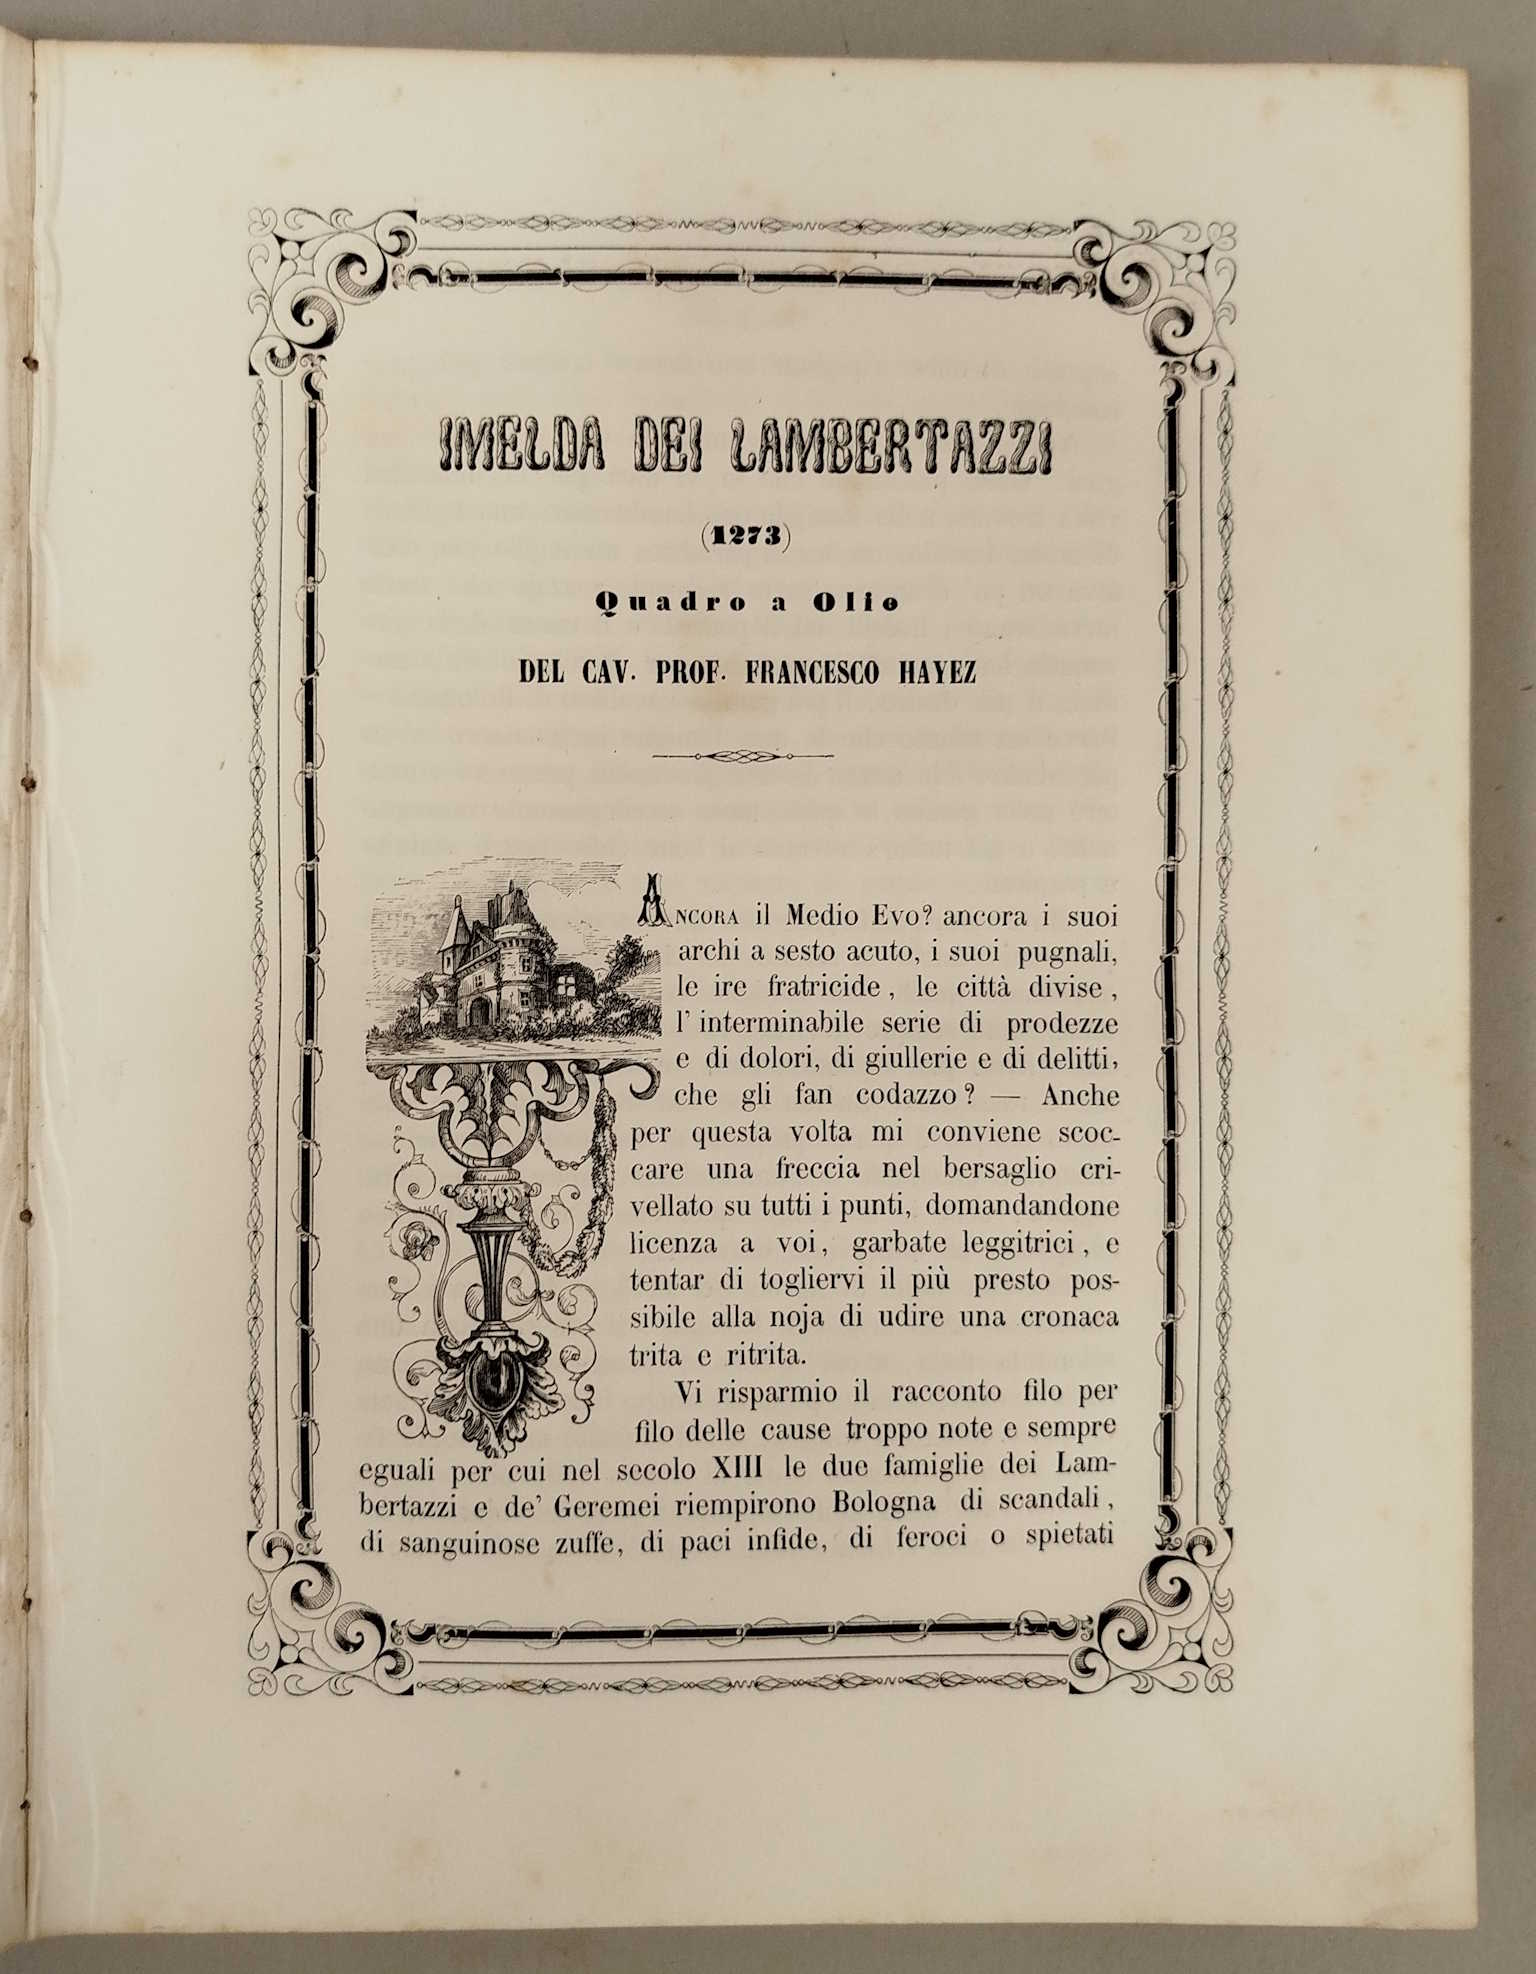 IMELDA DEI LAMBERTAZZI
(1273)
Quadro a Olio
DEL CAV. PROF. FRANCESCO HAYEZ
ANCORA il Medio Evo? ancora i suoi
archi a sesto acuto, i suoi pugnali,
le ire fratricide, le città divise,
l' interminabile serie di prodezze
e di dolori, di giullerie e di delitti,
che gli fan codazzo? — Anche
per questa volta mi conviene scoc-
care una freccia nel bersaglio cri-
vellato su tutti i punti, domandandone
licenza a voi, garbate leggitrici, e
tentar di togliervi il più presto pos-
sibile alla noja di udire una cronaca
trita e ritrita.
Vi risparmio il racconto filo per
filo delle cause troppo note e sempre
eguali per cui nel secolo XIII le due famiglie dei Lam-
bertazzi e de' Geremei riempirono Bologna di scandali,
di sanguinose zuffe, di paci infide, di feroci o spietati